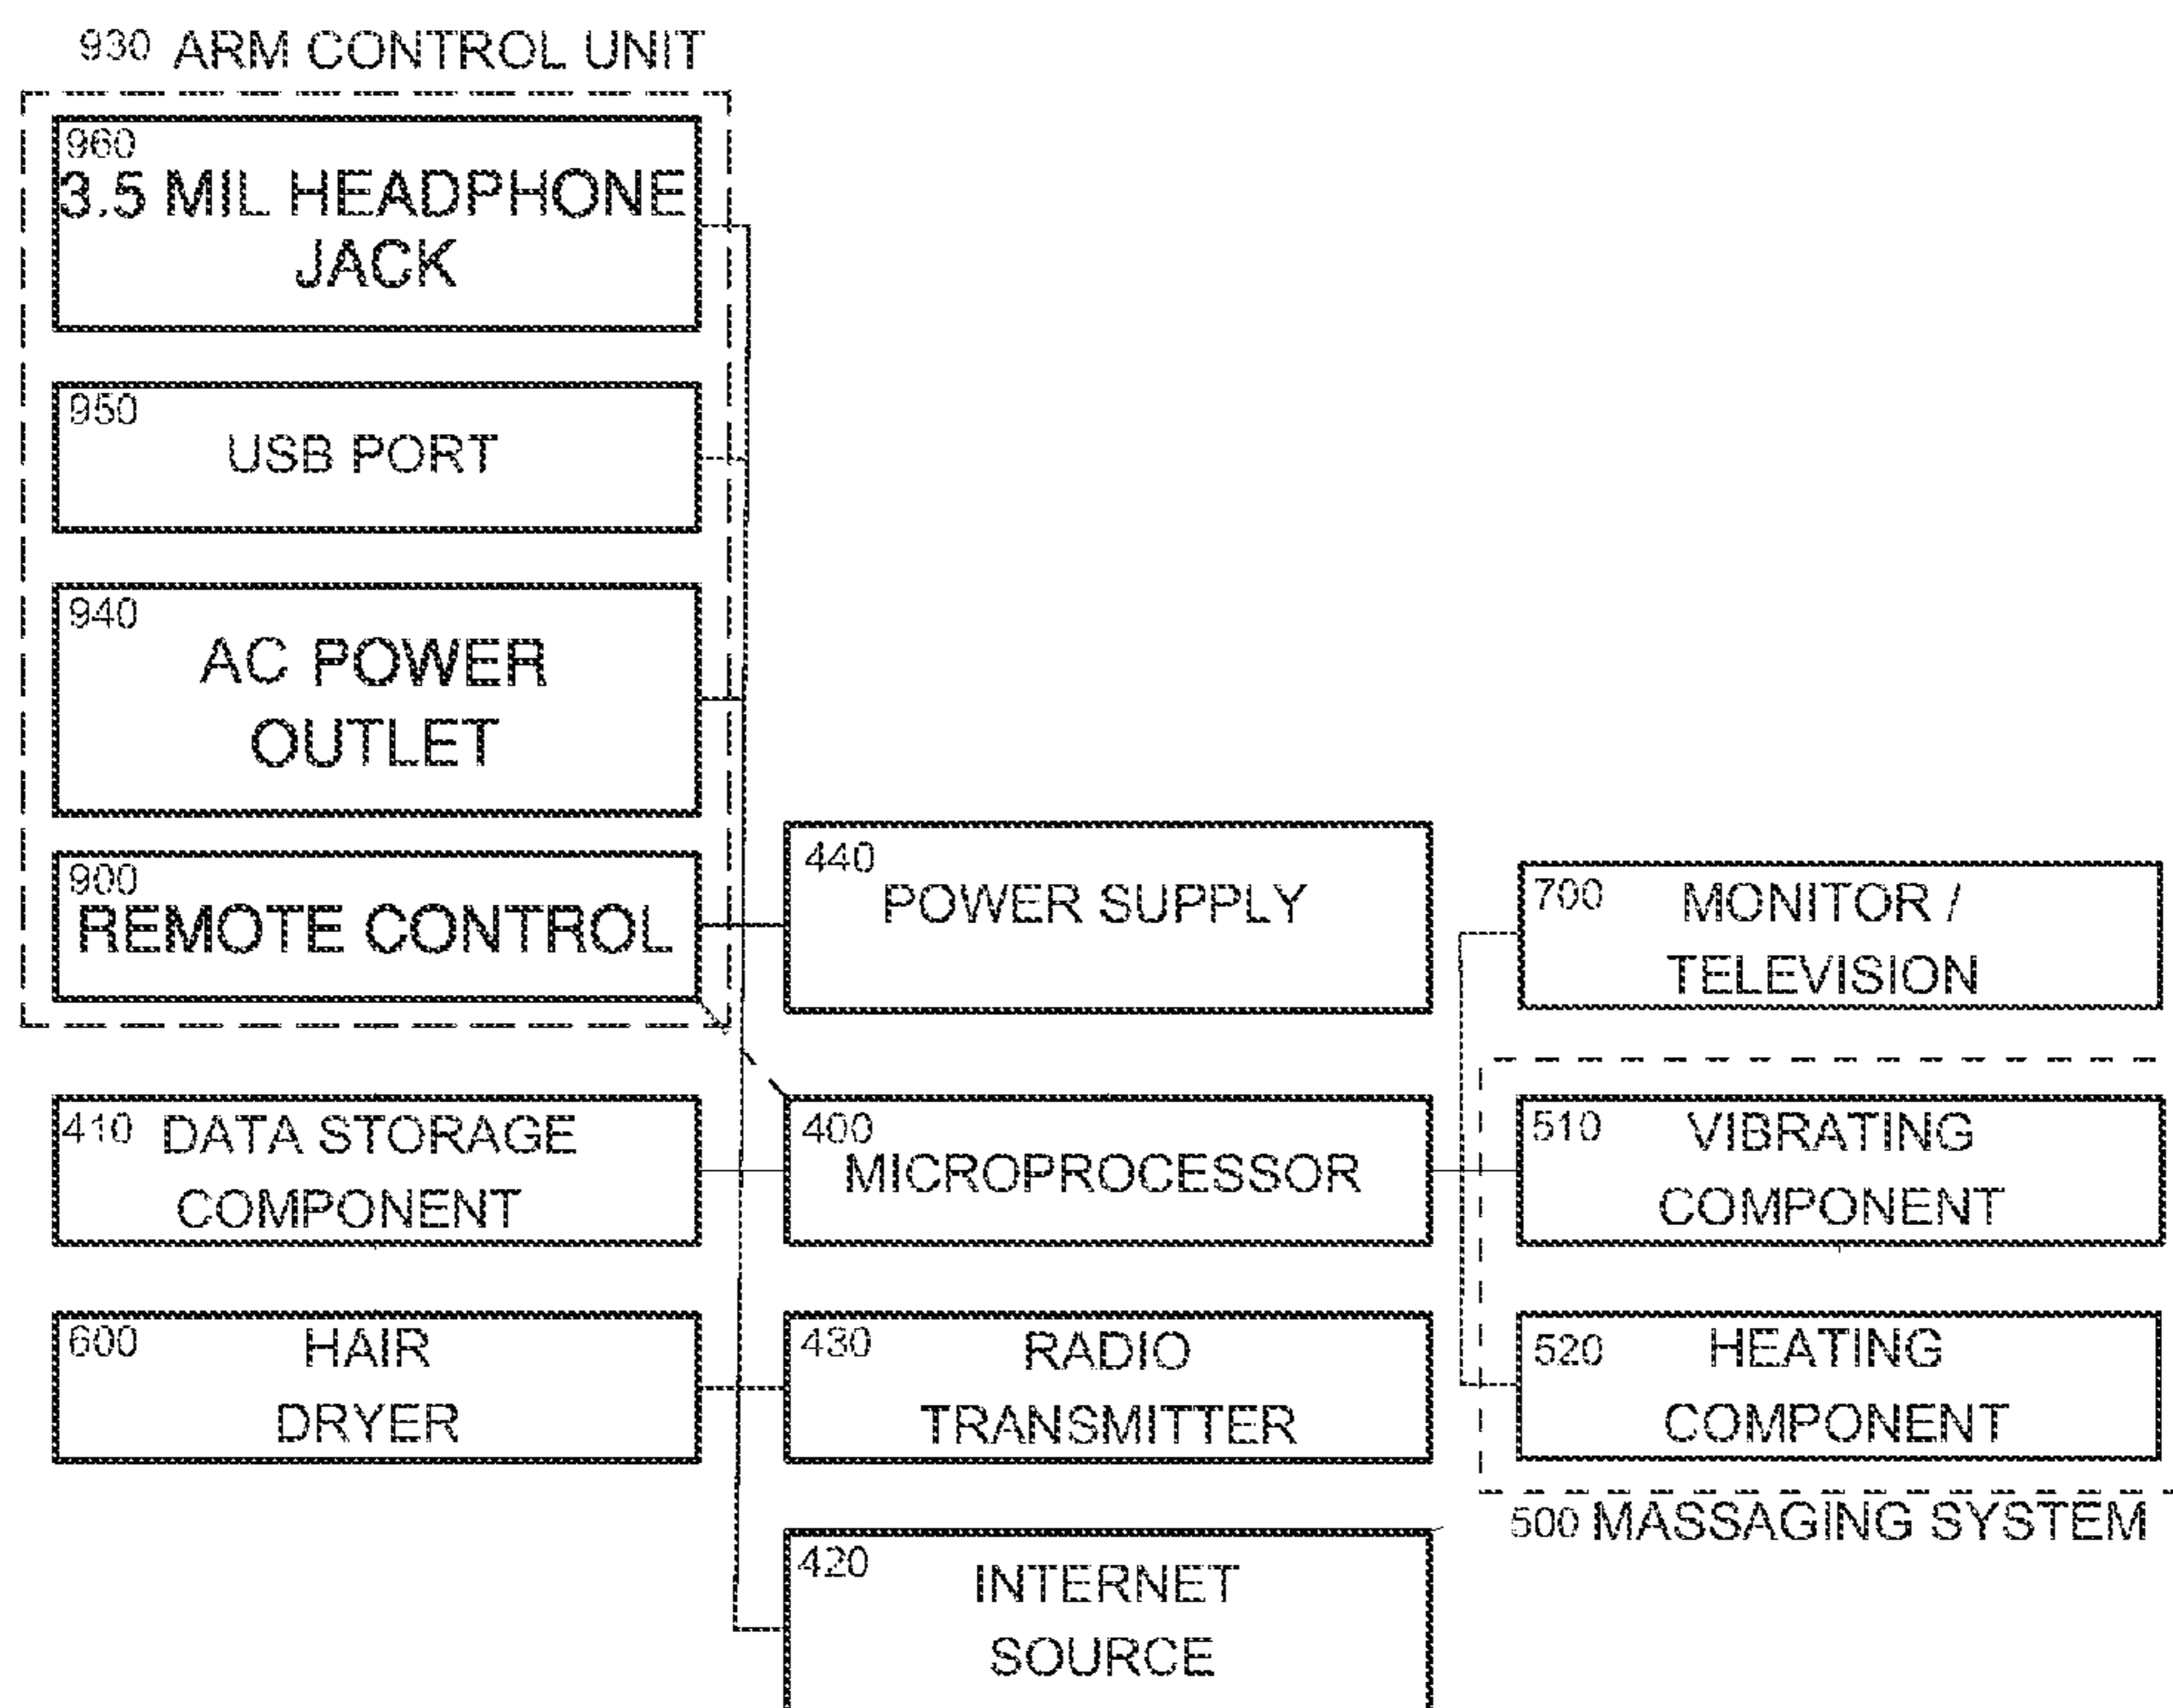 930 ARM CONTROL UNIT
960
3.5 MIL HEADPHONE
JACK
950
USB PORT
940
AC POWER
OUTLET
900
REMOTE CONTROL
440
POWER SUPPLY
700 MONITOR /
TELEVISION
410 DATA STORAGE
COMPONENT
400
MICROPROCESSOR
510 VIBRATING
COMPONENT
600 HAIR
DRYER
430 RADIO
TRANSMITTER
520 HEATING
COMPONENT
500 MASSAGING SYSTEM
420 INTERNET
SOURCE